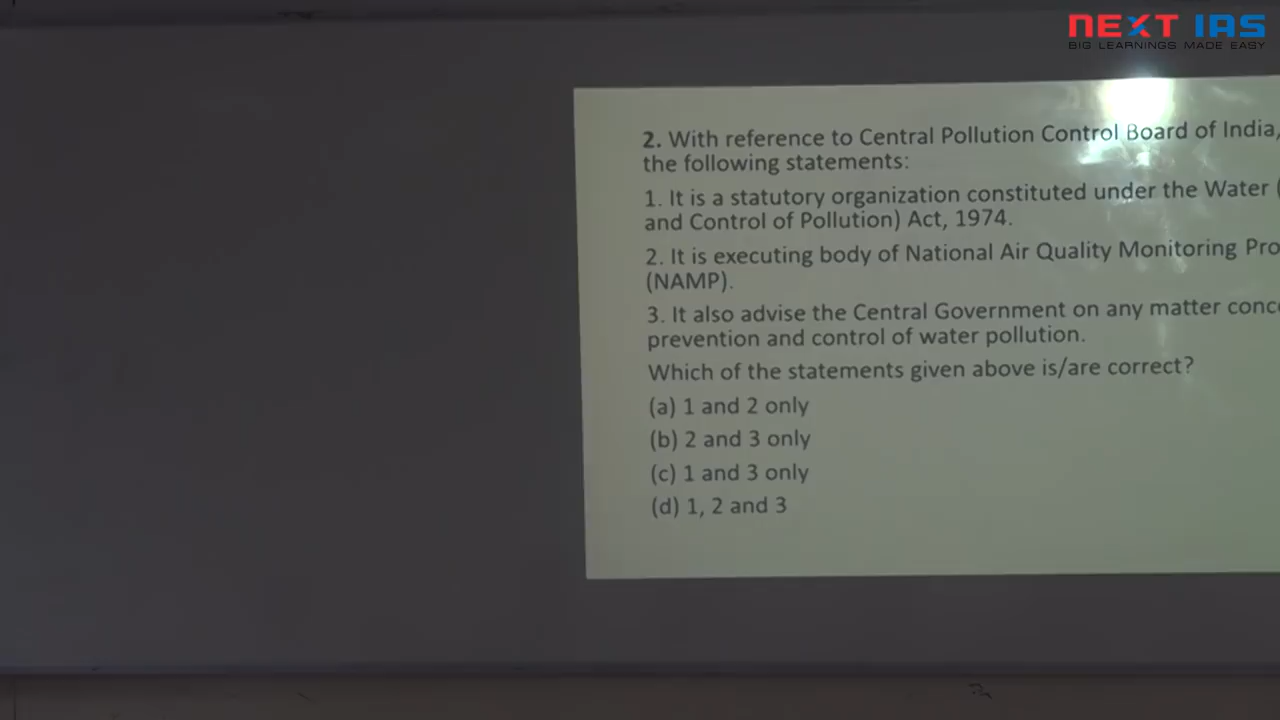 NEXT IAS
BIG LEARNINGS MADE EASY
2. With reference to Central Pollution Control Board of India,
the following statements:
1. It is a statutory organization constituted under the Water (
and Control of Pollution) Act, 1974.
2. It is executing body of National Air Quality Monitoring Pro
(NAMP).
3. It also advise the Central Government on any matter conc
prevention and control of water pollution.
Which of the statements given above is/are correct?
(a) 1 and 2 only
(b) 2 and 3 only
(c) 1 and 3 only
(d) 1, 2 and 3